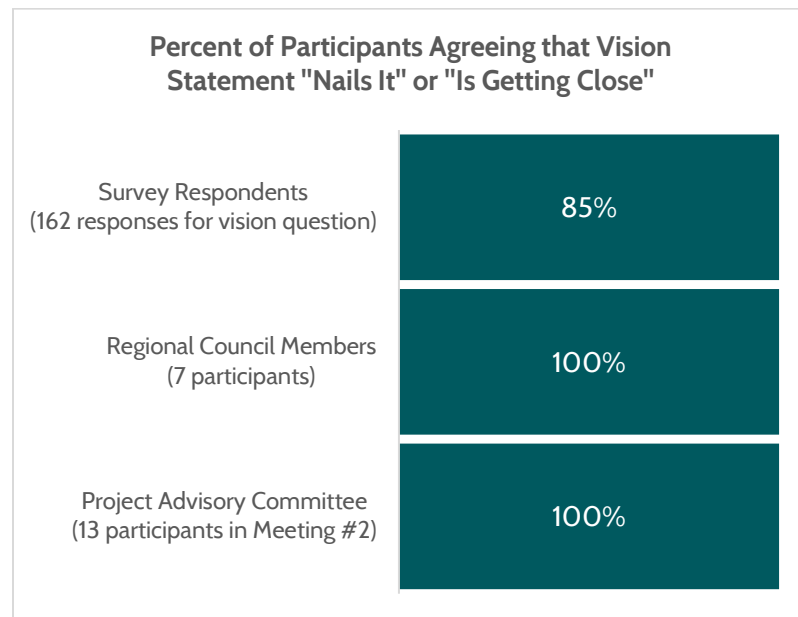 Percent of Participants Agreeing that Vision
Statement "Nails It" or "Is Getting Close"
Survey Respondents
(162 responses for vision question)
85%
Regional Council Members
(7 participants)
100%
Project Advisory Committee
(13 participants in Meeting #2)
100%